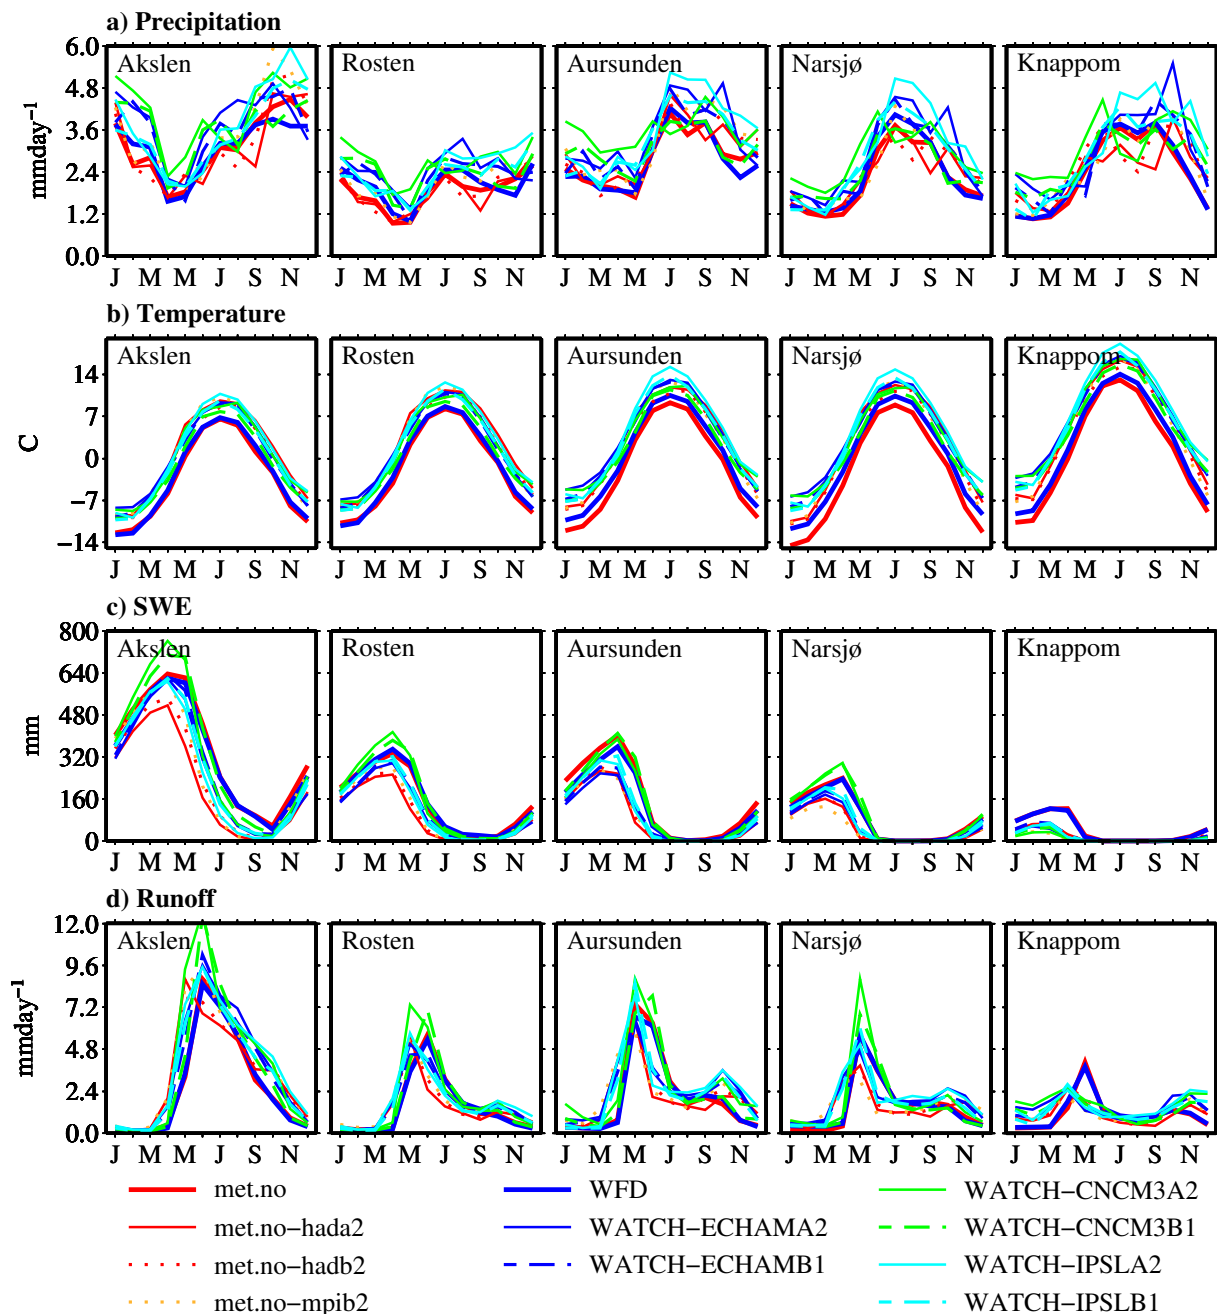 a) Precipitation
6.0
4.8
3.6
2.4
1.2
0.0
mmday⁻¹
Akslen
Rosten
Aursunden
Narsjø
Knappom
J M M J S N J M M J S N J M M J S N J M M J S N J M M J S N
b) Temperature
14
7
0
−7
−14
C
Akslen
Rosten
Aursunden
Narsjø
Knappom
J M M J S N J M M J S N J M M J S N J M M J S N J M M J S N
c) SWE
800
640
480
320
160
0
mm
Akslen
Rosten
Aursunden
Narsjø
Knappom
J M M J S N J M M J S N J M M J S N J M M J S N J M M J S N
d) Runoff
12.0
9.6
7.2
4.8
2.4
0.0
mmday⁻¹
Akslen
Rosten
Aursunden
Narsjø
Knappom
J M M J S N J M M J S N J M M J S N J M M J S N J M M J S N
met.no
met.no−hada2
met.no−hadb2
met.no−mpib2
WFD
WATCH−ECHAMA2
WATCH−ECHAMB1
WATCH−CNCM3A2
WATCH−CNCM3B1
WATCH−IPSLA2
WATCH−IPSLB1